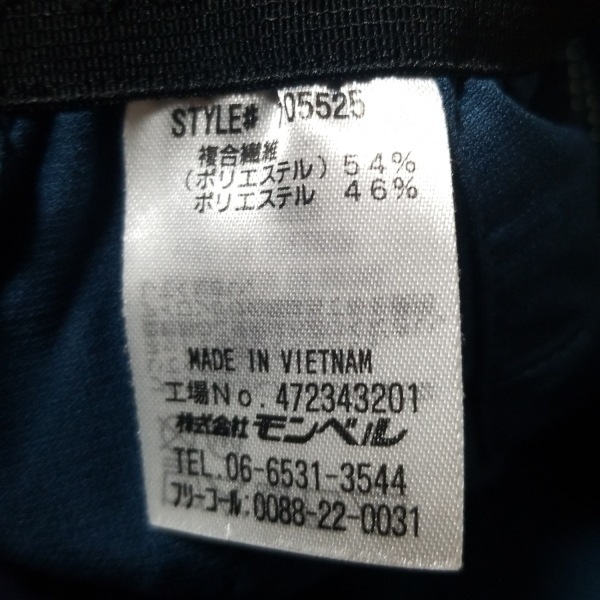 STYLE# 105525
複合繊維
(ポリエステル) 54%
ポリエステル 46%
MADE IN VIETNAM
工場No. 472343201
株式会社 モンベル
TEL.06-6531-3544
フリーコール:0088-22-0031